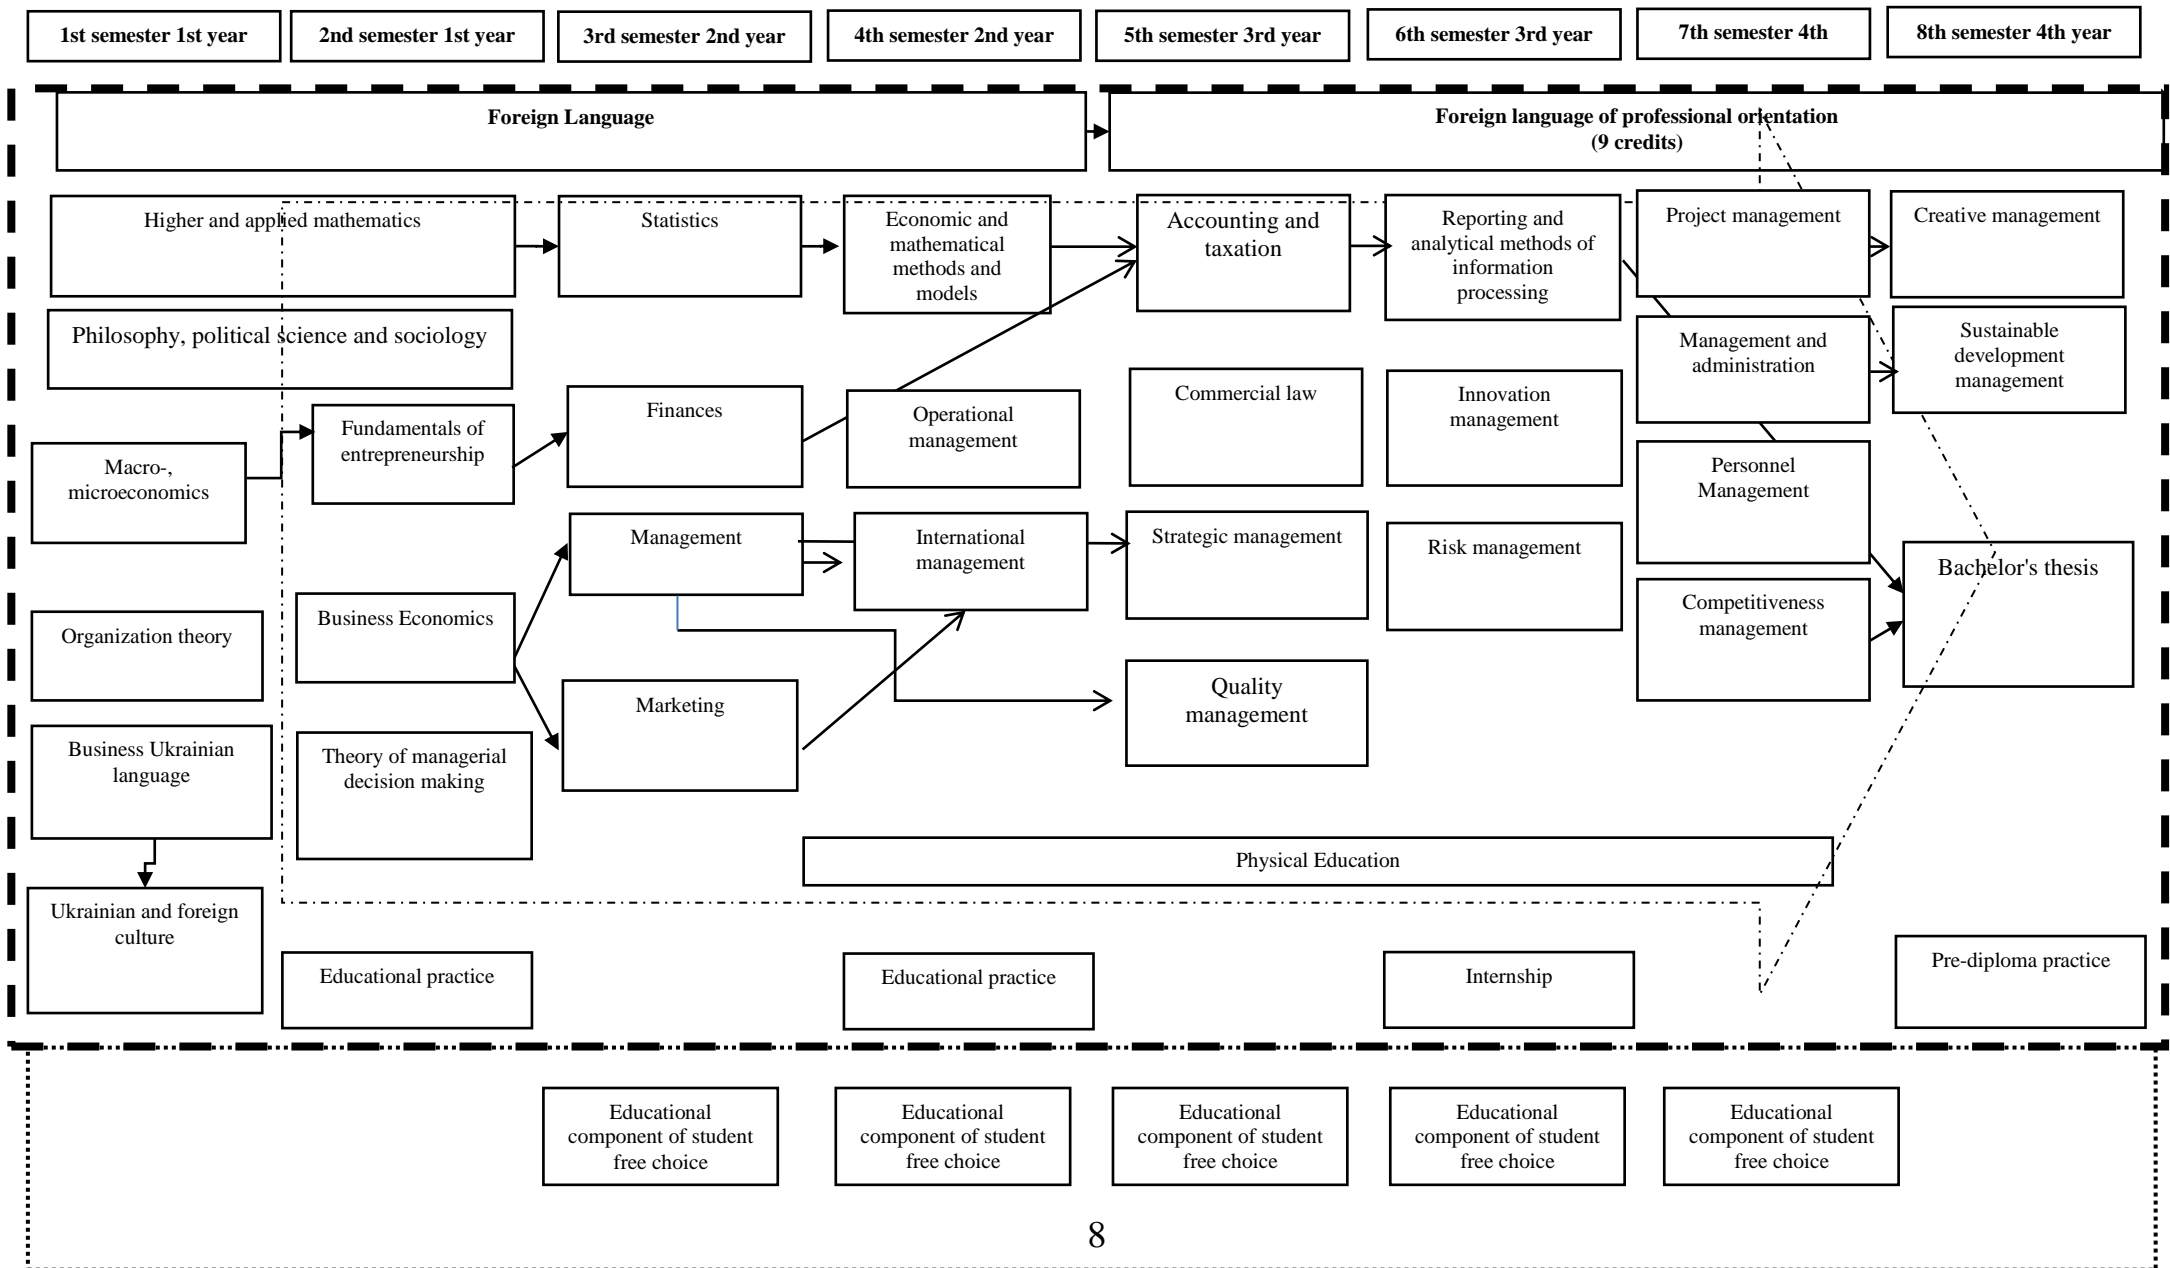 1st semester 1st year
2nd semester 1st year
3rd semester 2nd year
4th semester 2nd year
5th semester 3rd year
6th semester 3rd year
7th semester 4th
8th semester 4th year
Foreign Language
Foreign language of professional orientation
(9 credits)
Higher and applied mathematics
Statistics
Economic and
mathematical
methods and
models
Accounting and
taxation
Reporting and
analytical methods of
information
processing
Project management
Creative management
Philosophy, political science and sociology
Management and
administration
Sustainable
development
management
Macro-,
microeconomics
Fundamentals of
entrepreneurship
Finances
Operational
management
Commercial law
Innovation
management
Personnel
Management
Management
International
management
Strategic management
Risk management
Bachelor's thesis
Organization theory
Business Economics
Competitiveness
management
Marketing
Quality
management
Business Ukrainian
language
Theory of managerial
decision making
Physical Education
Ukrainian and foreign
culture
Educational practice
Educational practice
Internship
Pre-diploma practice
Educational
component of student
free choice
Educational
component of student
free choice
Educational
component of student
free choice
Educational
component of student
free choice
Educational
component of student
free choice
8